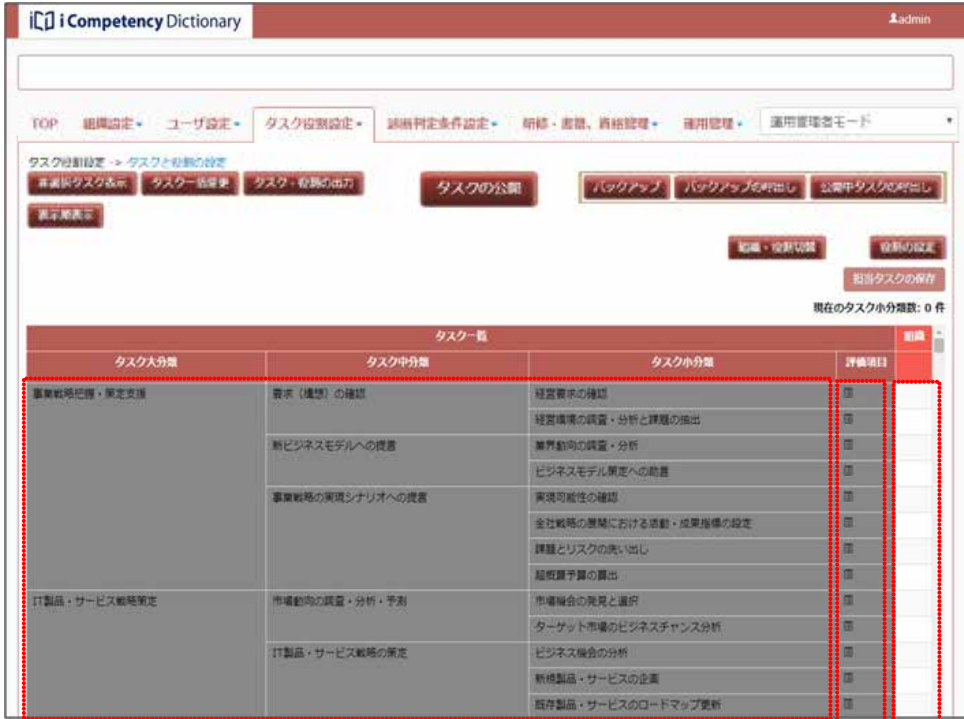 i Competency Dictionary
admin
TOP 組織設定 ユーザ設定 タスク役割設定 診断判定条件設定 研修・書籍、資格管理 運用管理 運用管理者モード
タスク役割設定 -> タスクと役割の設定
非選択タスク表示 タスク一括変更 タスク・役割の出力 タスクの公開 バックアップ バックアップの呼出し 公開中タスクの呼出し
表示順表示
組織・役割切替 役割の設定
担当タスクの保存
現在のタスク小分類数: 0 件
タスク一覧 組織
タスク大分類 タスク中分類 タスク小分類 評価項目
事業戦略把握・策定支援 要求（構想）の確認 経営要求の確認
経営環境の調査・分析と課題の抽出
新ビジネスモデルへの提言 業界動向の調査・分析
ビジネスモデル策定への助言
事業戦略の実現シナリオへの提言 実現可能性の確認
全社戦略の展開における活動・成果指標の設定
課題とリスクの洗い出し
超概算予算の算出
IT製品・サービス戦略策定 市場動向の調査・分析・予測 市場機会の発見と選択
ターゲット市場のビジネスチャンス分析
IT製品・サービス戦略の策定 ビジネス機会の分析
新規製品・サービスの企画
既存製品・サービスのロードマップ更新